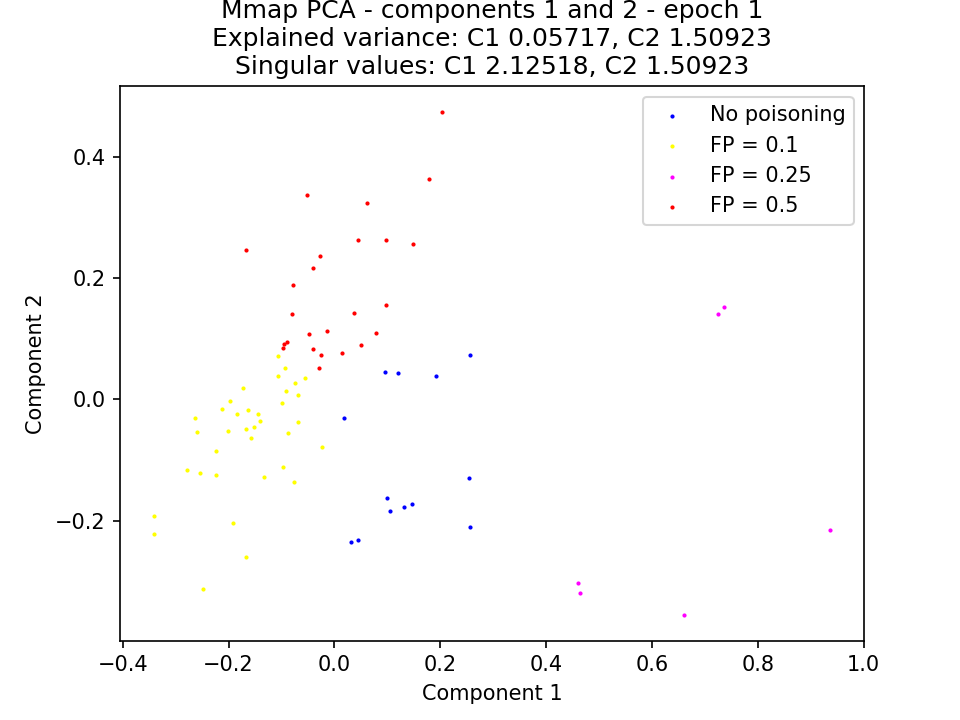 Mmap PCA - components 1 and 2 - epoch 1
Explained variance: C1 0.05717, C2 1.50923
Singular values: C1 2.12518, C2 1.50923
No poisoning
FP = 0.1
FP = 0.25
FP = 0.5
0.4
0.2
0.0
−0.2
Component 2
−0.4 −0.2 0.0 0.2 0.4 0.6 0.8 1.0
Component 1